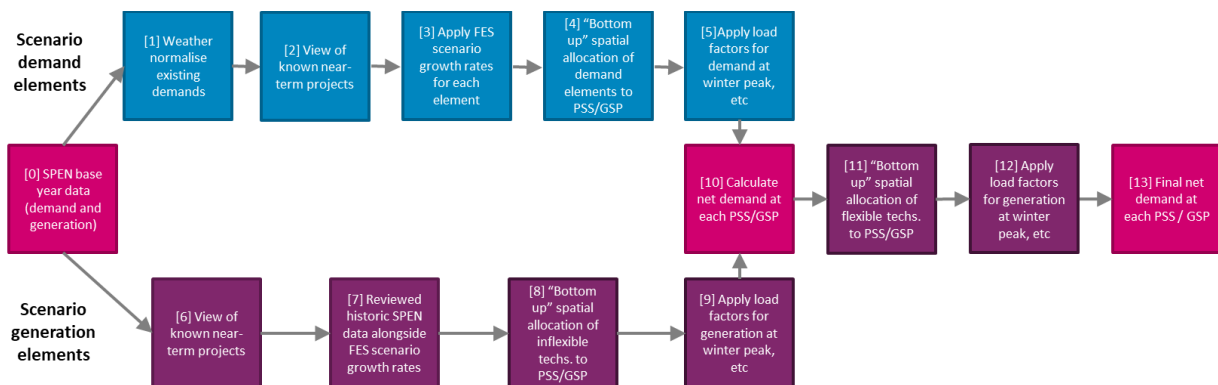 Scenario
demand
elements
[1] Weather
normalise
existing
demands
[2] View of
known near-
term projects
[3] Apply FES
scenario
growth rates
for each
element
[4] “Bottom
up” spatial
allocation of
demand
elements to
PSS/GSP
[5]Apply load
factors for
demand at
winter peak,
etc
[0] SPEN base
year data
(demand and
generation)
[10] Calculate
net demand at
each PSS/GSP
[11] “Bottom
up” spatial
allocation of
flexible techs.
to PSS/GSP
[12] Apply
load factors
for generation
at winter
peak, etc
[13] Final net
demand at
each PSS / GSP
Scenario
generation
elements
[6] View of
known near-
term projects
[7] Reviewed
historic SPEN
data alongside
FES scenario
growth rates
[8] “Bottom
up” spatial
allocation of
inflexible
techs. to
PSS/GSP
[9] Apply load
factors for
generation at
winter peak,
etc